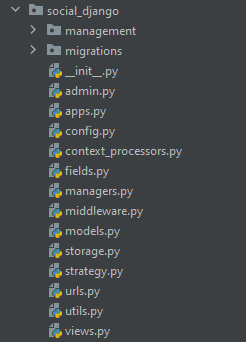 social_django
management
migrations
__init__.py
admin.py
apps.py
config.py
context_processors.py
fields.py
managers.py
middleware.py
models.py
storage.py
strategy.py
urls.py
utils.py
views.py